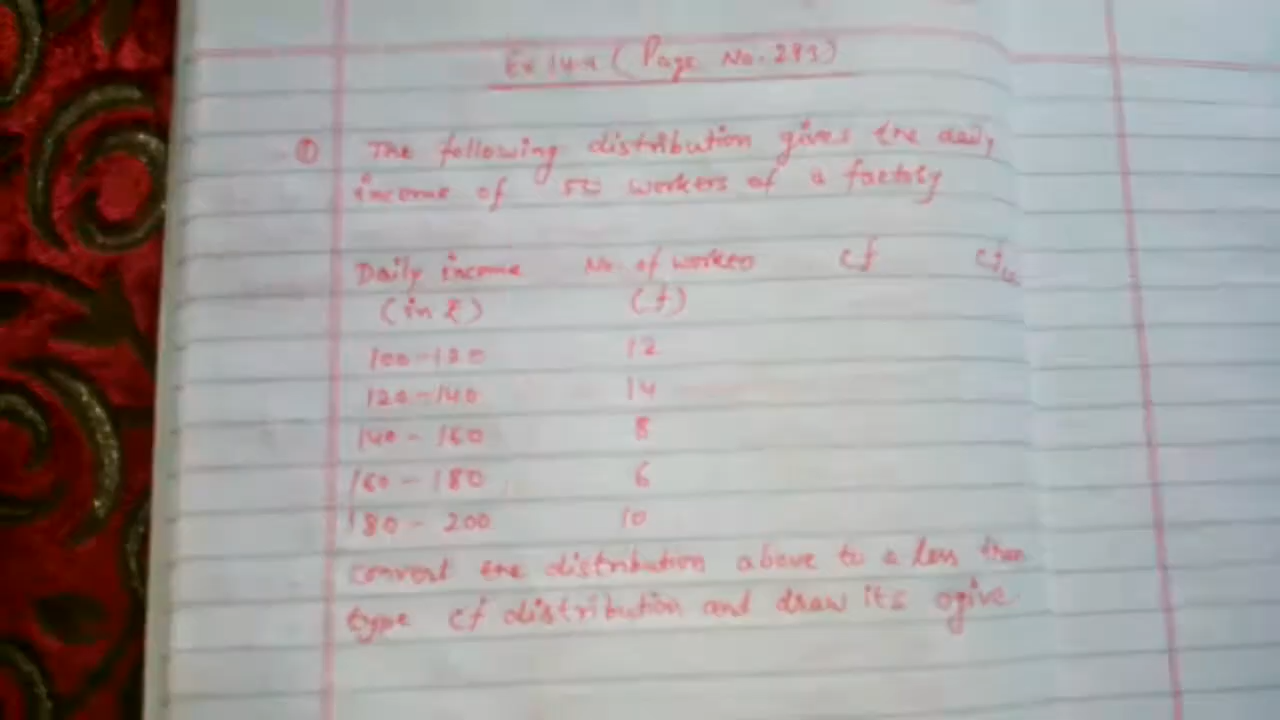 Ex 14.4 (Page No. 293)
① The following distribution gives the daily
income of 50 workers of a factory
Daily income No. of workers cf
(in ₹) (f)
100-120 12
120-140 14
140-160 8
160-180 6
180-200 10
convert the distribution above to a less than
type cf distribution and draw its ogive.